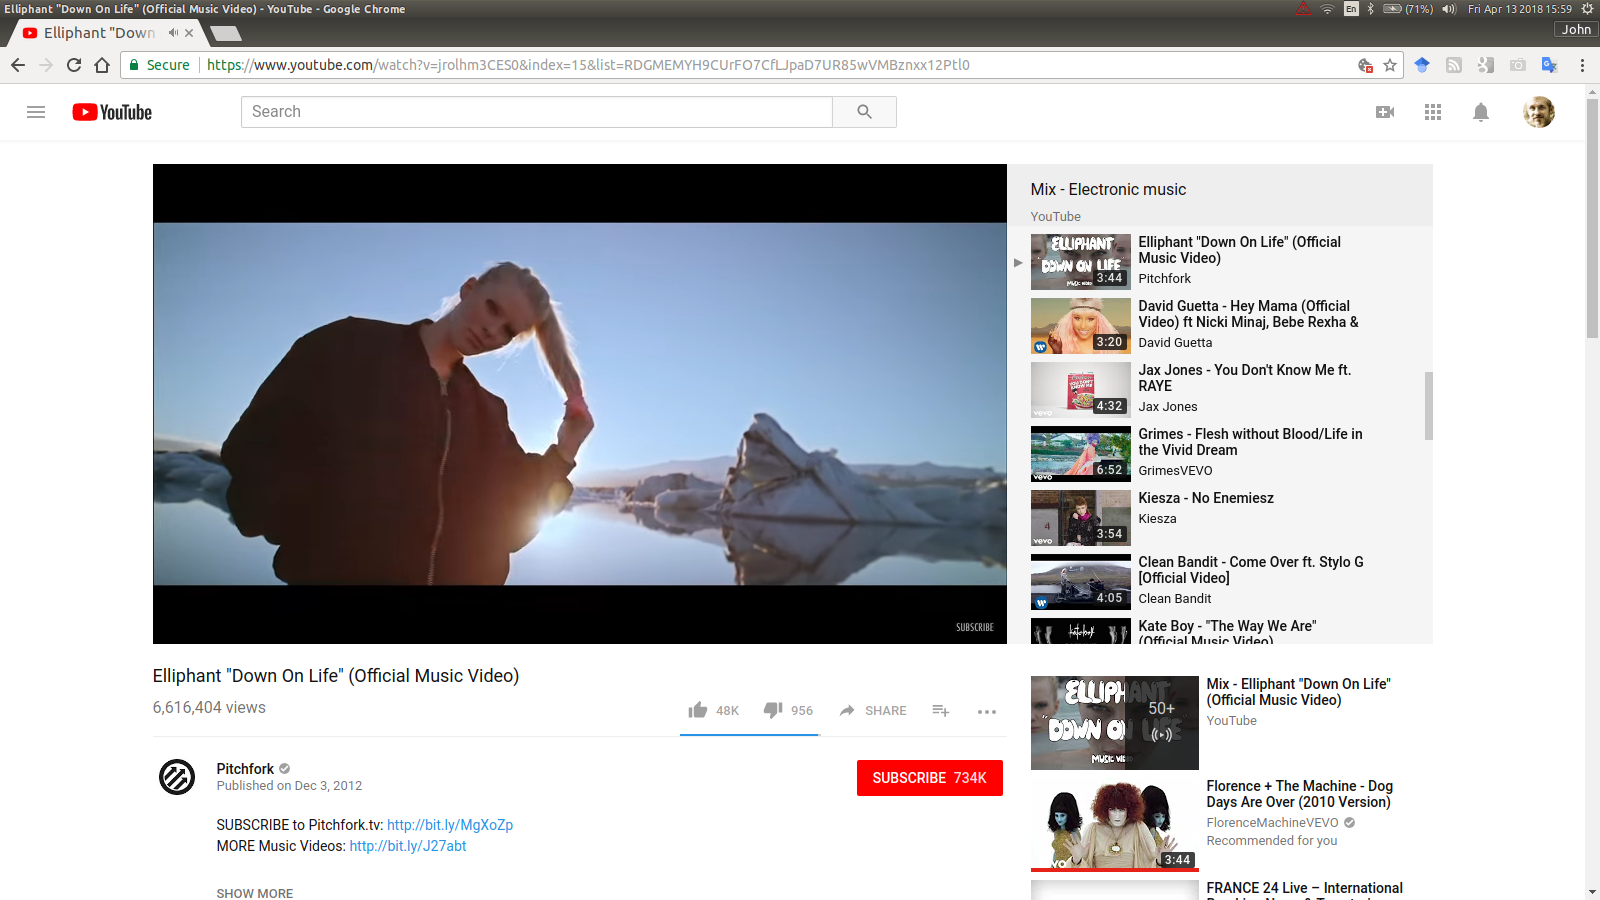 Elliphant "Down On Life" (Official Music Video) - YouTube - Google Chrome
En
(71%)
Fri Apr 13 2018 15:59
Elliphant "Down
John
Secure
https://www.youtube.com/watch?v=jrolhm3CES0&index=15&list=RDGMEMYH9CUrFO7CfLJpaD7UR85wVMBznxx12Ptl0
YouTube
Search
SUBSCRIBE
Mix - Electronic music
YouTube
ELLIPHANT
"DOWN ON LIFE"
MUSIC VIDEO
3:44
Elliphant "Down On Life" (Official
Music Video)
Pitchfork
3:20
David Guetta - Hey Mama (Official
Video) ft Nicki Minaj, Bebe Rexha &
David Guetta
vevo
4:32
Jax Jones - You Don't Know Me ft.
RAYE
Jax Jones
vevo
6:52
Grimes - Flesh without Blood/Life in
the Vivid Dream
GrimesVEVO
vevo
3:54
Kiesza - No Enemiesz
Kiesza
4:05
Clean Bandit - Come Over ft. Stylo G
[Official Video]
Clean Bandit
Kate Boy - "The Way We Are"
(Official Music Video)
Elliphant "Down On Life" (Official Music Video)
6,616,404 views
48K
956
SHARE
Pitchfork
Published on Dec 3, 2012
SUBSCRIBE 734K
SUBSCRIBE to Pitchfork.tv: http://bit.ly/MgXoZp
MORE Music Videos: http://bit.ly/J27abt
SHOW MORE
ELLIPHANT
"DOWN ON LIFE
MUSIC VIDEO
50+
Mix - Elliphant "Down On Life"
(Official Music Video)
YouTube
3:44
Florence + The Machine - Dog
Days Are Over (2010 Version)
FlorenceMachineVEVO
Recommended for you
FRANCE 24 Live – International